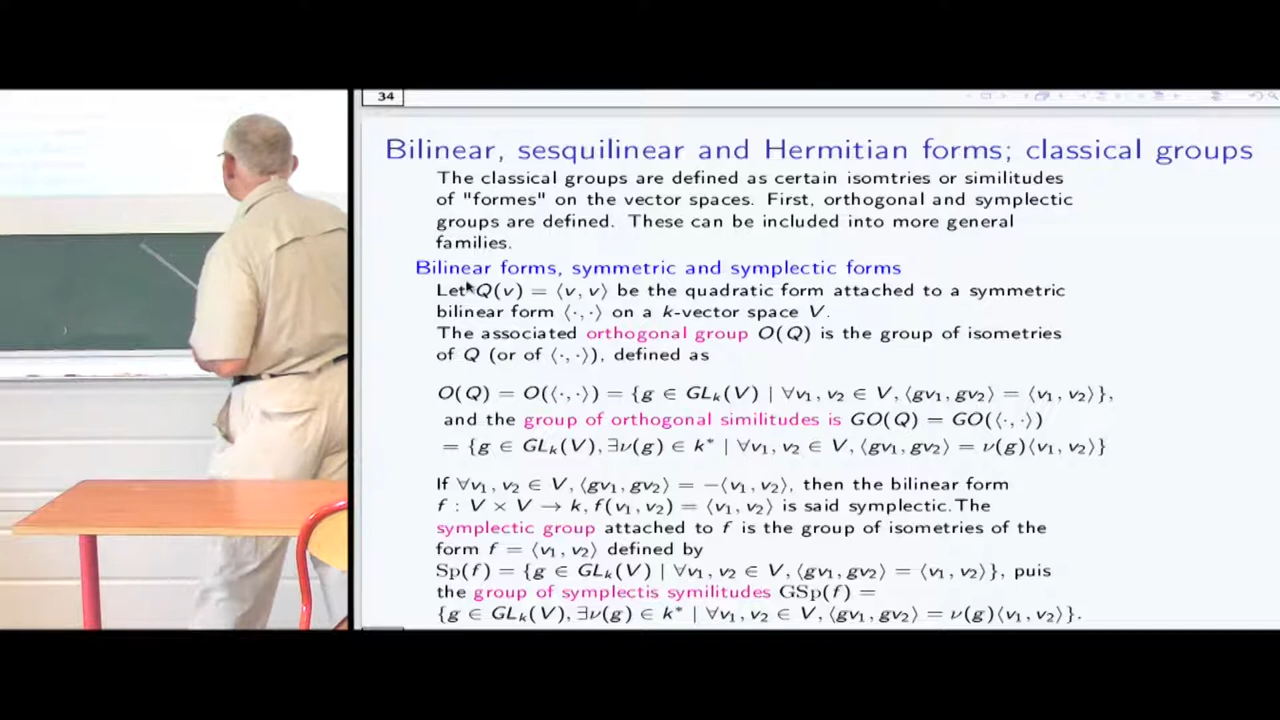 34
Bilinear, sesquilinear and Hermitian forms; classical groups
The classical groups are defined as certain isomtries or similitudes
of "formes" on the vector spaces. First, orthogonal and symplectic
groups are defined. These can be included into more general
families.
Bilinear forms, symmetric and symplectic forms
Let Q(v) = ⟨v, v⟩ be the quadratic form attached to a symmetric
bilinear form ⟨·, ·⟩ on a k-vector space V.
The associated orthogonal group O(Q) is the group of isometries
of Q (or of ⟨·, ·⟩), defined as
O(Q) = O(⟨·, ·⟩) = {g ∈ GLₖ(V) | ∀v₁, v₂ ∈ V, ⟨gv₁, gv₂⟩ = ⟨v₁, v₂⟩},
and the group of orthogonal similitudes is GO(Q) = GO(⟨·, ·⟩)
= {g ∈ GLₖ(V), ∃ν(g) ∈ k* | ∀v₁, v₂ ∈ V, ⟨gv₁, gv₂⟩ = ν(g)⟨v₁, v₂⟩}
If ∀v₁, v₂ ∈ V, ⟨gv₁, gv₂⟩ = −⟨v₁, v₂⟩, then the bilinear form
f : V × V → k, f(v₁, v₂) = ⟨v₁, v₂⟩ is said symplectic.The
symplectic group attached to f is the group of isometries of the
form f = ⟨v₁, v₂⟩ defined by
Sp(f) = {g ∈ GLₖ(V) | ∀v₁, v₂ ∈ V, ⟨gv₁, gv₂⟩ = ⟨v₁, v₂⟩}, puis
the group of symplectis symilitudes GSp(f) =
{g ∈ GLₖ(V), ∃ν(g) ∈ k* | ∀v₁, v₂ ∈ V, ⟨gv₁, gv₂⟩ = ν(g)⟨v₁, v₂⟩}.